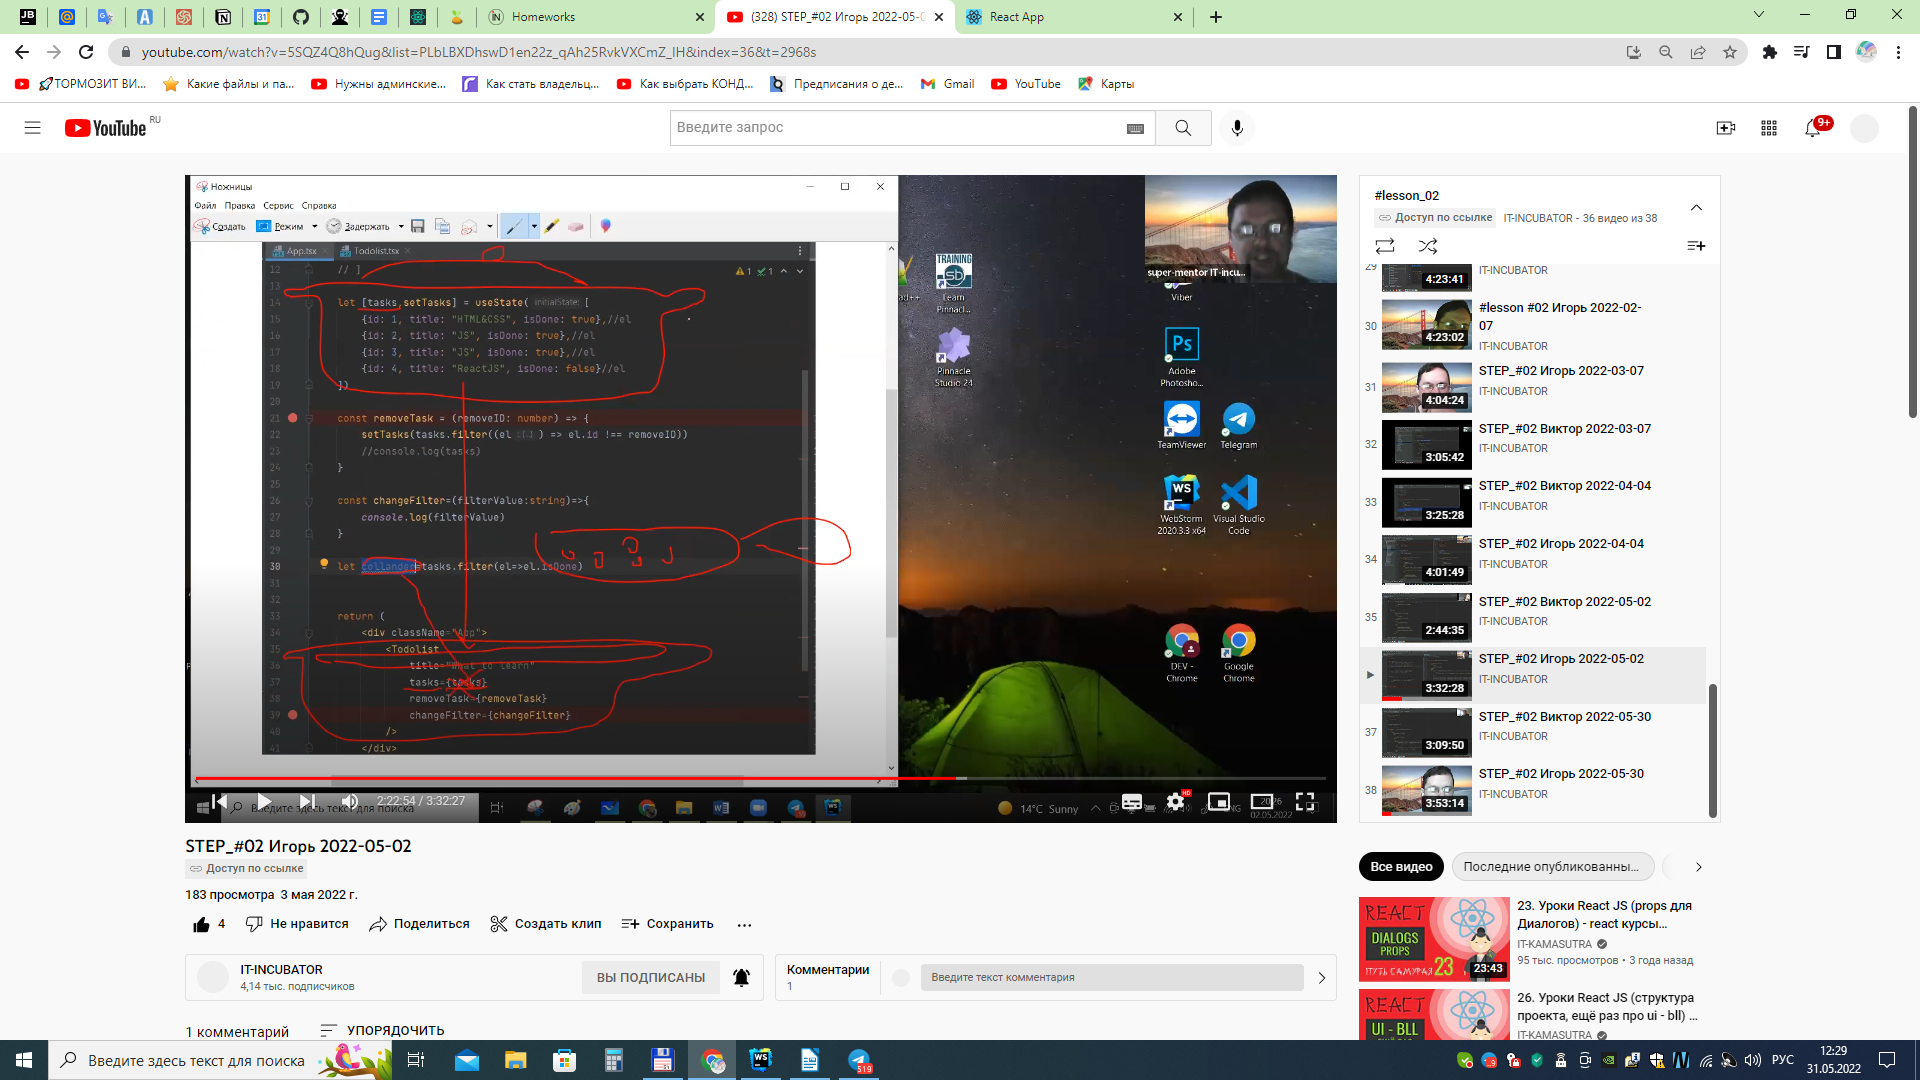 Homeworks
(328) STEP_#02 Игорь 2022-05-0
React App
youtube.com/watch?v=5SQZ4Q8hQug&list=PLbLBXDhswD1en22z_qAh25RvkVXCmZ_IH&index=36&t=2968s
ТОРМОЗИТ ВИ...
Какие файлы и па...
Нужны админские...
Как стать владельц...
Как выбрать КОНД...
Предписания о де...
Gmail
YouTube
Карты
YouTube RU
Введите запрос
9+
Ножницы
Файл Правка Сервис Справка
Создать Режим Задержать
App.tsx Todolist.tsx
12 // ]
1 1
13
14 let [tasks,setTasks] = useState( initialState: [
15 {id: 1, title: "HTML&CSS", isDone: true},//el
16 {id: 2, title: "JS", isDone: true},//el
17 {id: 3, title: "JS", isDone: true},//el
18 {id: 4, title: "ReactJS", isDone: false}//el
19 ])
20
21 const removeTask = (removeID: number) => {
22 setTasks(tasks.filter((el ) => el.id !== removeID))
23 //console.log(tasks)
24 }
25
26 const changeFilter=(filterValue:string)=>{
27 console.log(filterValue)
28 }
29
30 let collander=tasks.filter(el=>el.isDone)
31
32
33 return (
34 <div className="App">
35 <Todolist
36 title="What to learn"
37 tasks={tasks}
38 removeTask={removeTask}
39 changeFilter={changeFilter}
40 />
41 </div>
super-mentor IT-incu...
TRAINING
Learn Pinnacl...
Viber
Pinnacle Studio 24
Ps
Adobe Photosho...
TeamViewer
Telegram
WS
WebStorm 2020.3.3 x64
Visual Studio Code
DEV - Chrome
Google Chrome
2:22:54 / 3:32:27
Введите здесь текст для поиска
14°C Sunny
HD
20:26
02.05.2022
#lesson_02
Доступ по ссылке
IT-INCUBATOR - 36 видео из 38
29
4:23:41
IT-INCUBATOR
30
4:23:02
#lesson #02 Игорь 2022-02-
07
IT-INCUBATOR
31
4:04:24
STEP_#02 Игорь 2022-03-07
IT-INCUBATOR
32
3:05:42
STEP_#02 Виктор 2022-03-07
IT-INCUBATOR
33
3:25:28
STEP_#02 Виктор 2022-04-04
IT-INCUBATOR
34
4:01:49
STEP_#02 Игорь 2022-04-04
IT-INCUBATOR
35
2:44:35
STEP_#02 Виктор 2022-05-02
IT-INCUBATOR
3:32:28
STEP_#02 Игорь 2022-05-02
IT-INCUBATOR
37
3:09:50
STEP_#02 Виктор 2022-05-30
IT-INCUBATOR
38
3:53:14
STEP_#02 Игорь 2022-05-30
IT-INCUBATOR
STEP_#02 Игорь 2022-05-02
Доступ по ссылке
183 просмотра 3 мая 2022 г.
4
Не нравится
Поделиться
Создать клип
Сохранить
IT-INCUBATOR
4,14 тыс. подписчиков
ВЫ ПОДПИСАНЫ
Комментарии
1
Введите текст комментария
1 комментарий
УПОРЯДОЧИТЬ
Все видео
Последние опубликованны...
REACT
DIALOGS
PROPS
ПУТЬ САМУРАЯ 23
23:43
23. Уроки React JS (props для
Диалогов) - react курсы...
IT-KAMASUTRA
95 тыс. просмотров • 3 года назад
REACT
UI - BLL
26. Уроки React JS (структура
проекта, ещё раз про ui - bll) ...
IT-KAMASUTRA
Введите здесь текст для поиска
519
РУС
12:29
31.05.2022